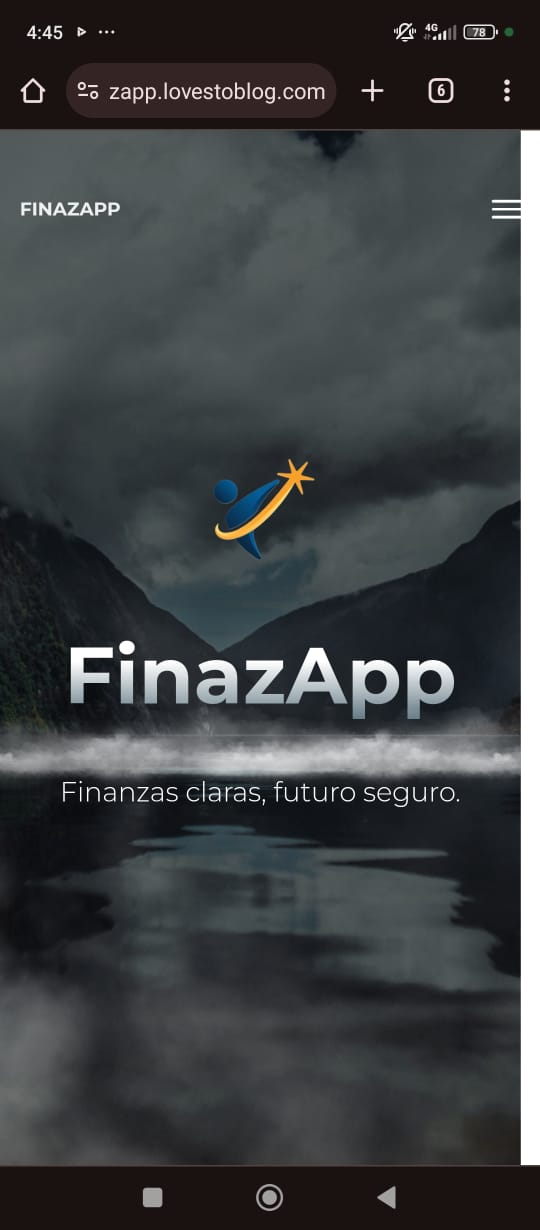 4:45
4G
78
zapp.lovestoblog.com
6
FINAZAPP
FinazApp
Finanzas claras, futuro seguro.